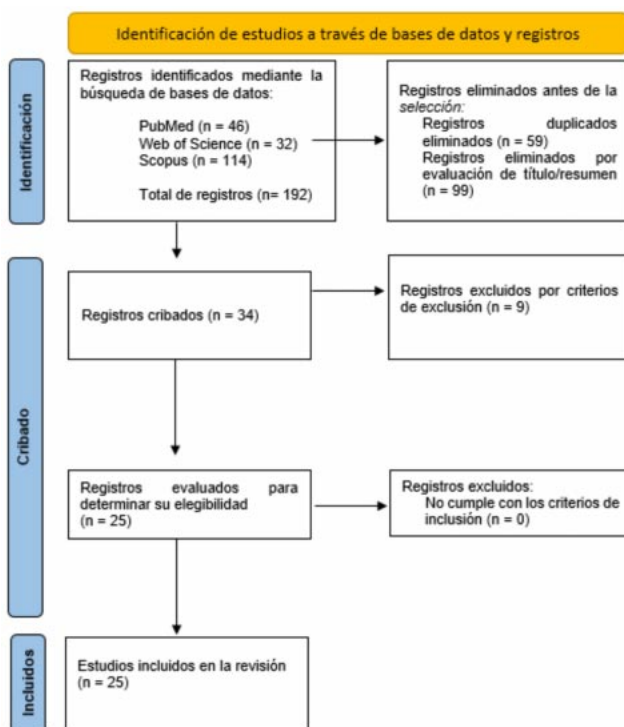 Identificación de estudios a través de bases de datos y registros
Identificación
Registros identificados mediante la
búsqueda de bases de datos:
PubMed (n = 46)
Web of Science (n = 32)
Scopus (n = 114)
Total de registros (n= 192)
Registros eliminados antes de la
selección:
Registros duplicados
eliminados (n = 59)
Registros eliminados por
evaluación de título/resumen
(n = 99)
Cribado
Registros cribados (n = 34)
Registros excluidos por criterios
de exclusión (n = 9)
Registros evaluados para
determinar su elegibilidad
(n = 25)
Registros excluidos:
No cumple con los criterios de
inclusión (n = 0)
Incluidos
Estudios incluidos en la revisión
(n = 25)